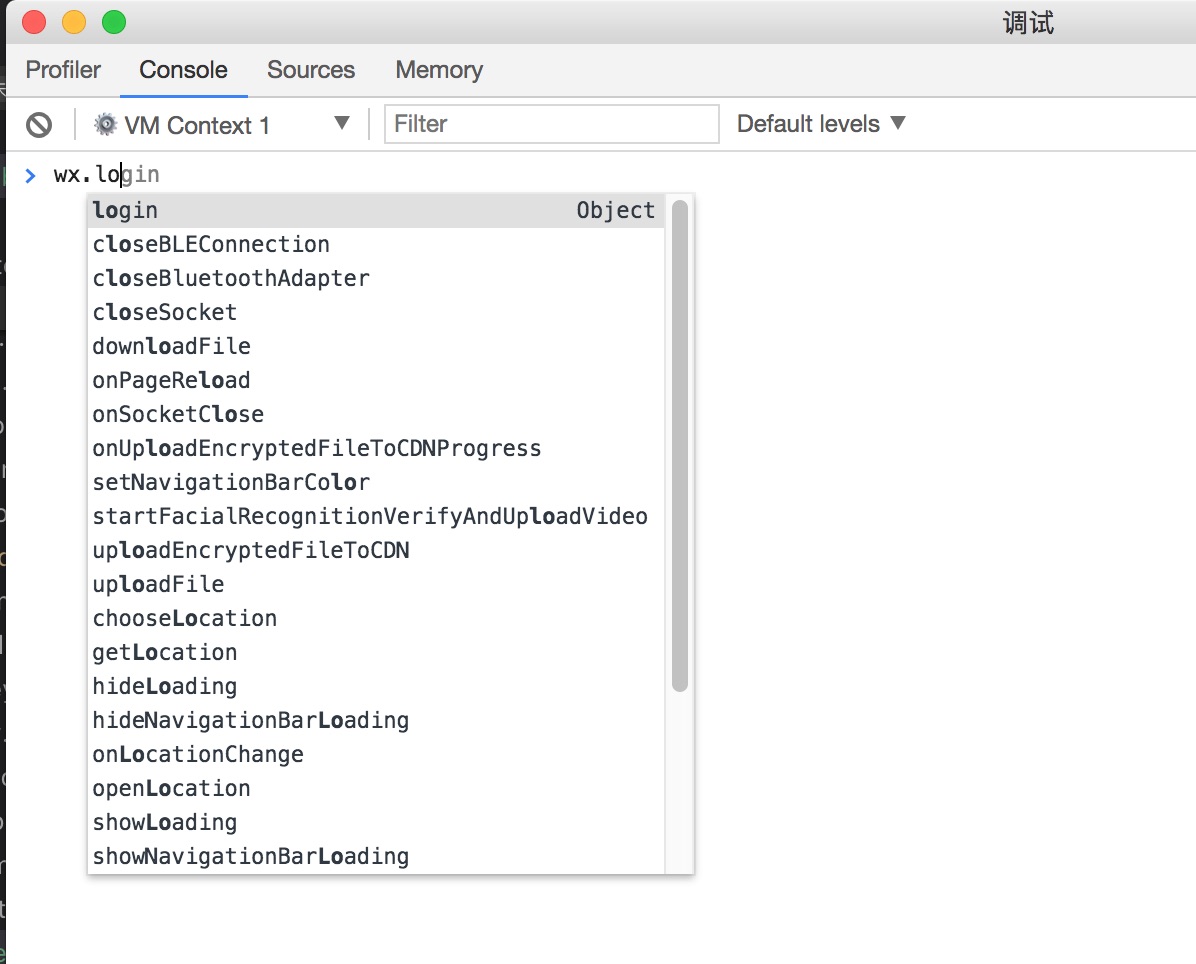 调试
Profiler Console Sources Memory
VM Context 1 Filter Default levels
wx.login
login Object
closeBLEConnection
closeBluetoothAdapter
closeSocket
downloadFile
onPageReload
onSocketClose
onUploadEncryptedFileToCDNProgress
setNavigationBarColor
startFacialRecognitionVerifyAndUploadVideo
uploadEncryptedFileToCDN
uploadFile
chooseLocation
getLocation
hideLoading
hideNavigationBarLoading
onLocationChange
openLocation
showLoading
showNavigationBarLoading